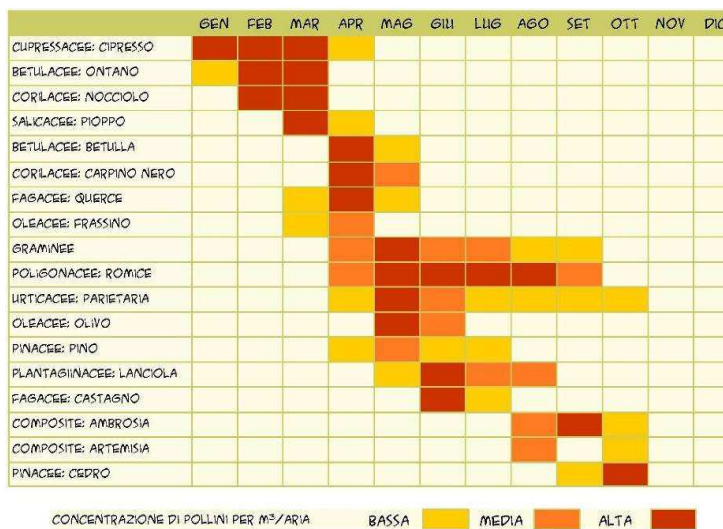 GEN FEB MAR APR MAG GIU LUG AGO SET OTT NOV DIC
CUPRESSACEE: CIPRESSO
BETULACEE: ONTANO
CORILACEE: NOCCIOLO
SALICACEE: PIOPPO
BETULACEE: BETULLA
CORILACEE: CARPINO NERO
FAGACEE: QUERCE
OLEACEE: FRASSINO
GRAMINEE
POLIGONACEE: ROMICE
URTICACEE: PARIETARIA
OLEACEE: OLIVO
PINACEE: PINO
PLANTAGIINACEE: LANCIOLA
FAGACEE: CASTAGNO
COMPOSITE: AMBROSIA
COMPOSITE: ARTEMISIA
PINACEE: CEDRO
CONCENTRAZIONE DI POLLINI PER M³/ARIA BASSA MEDIA ALTA